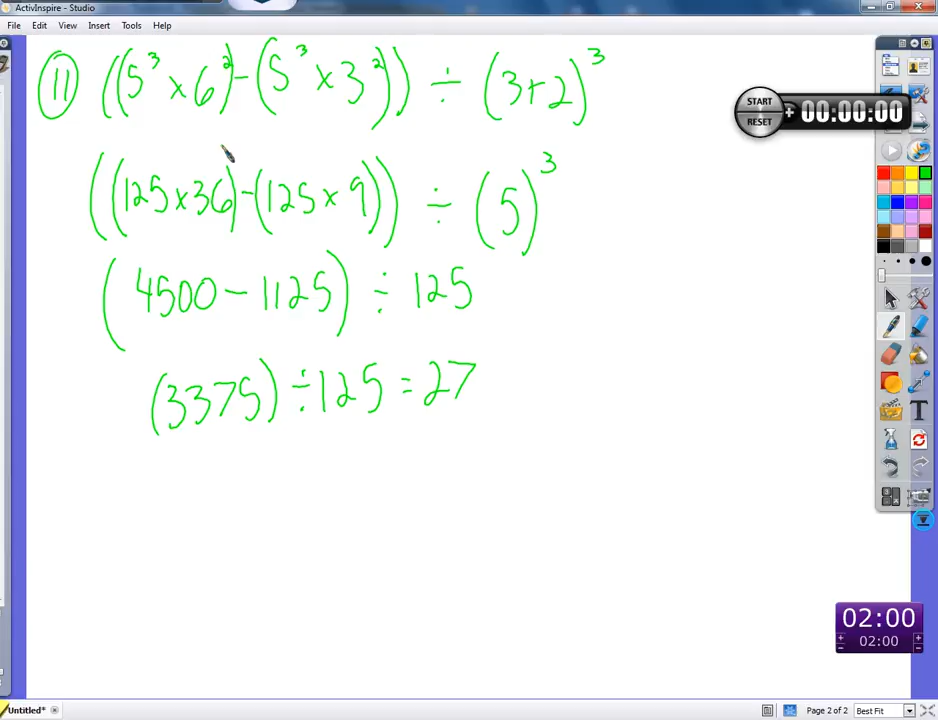 ActivInspire - Studio
File Edit View Insert Tools Help
START
RESET
+ 00:00:00
11 ((5³ x 6²) - (5³ x 3²)) ÷ (3+2)³
((125 x 36) - (125 x 9)) ÷ (5)³
(4500 - 1125) ÷ 125
(3375) ÷ 125 = 27
02:00
02:00
Untitled*
Page 2 of 2
Best Fit